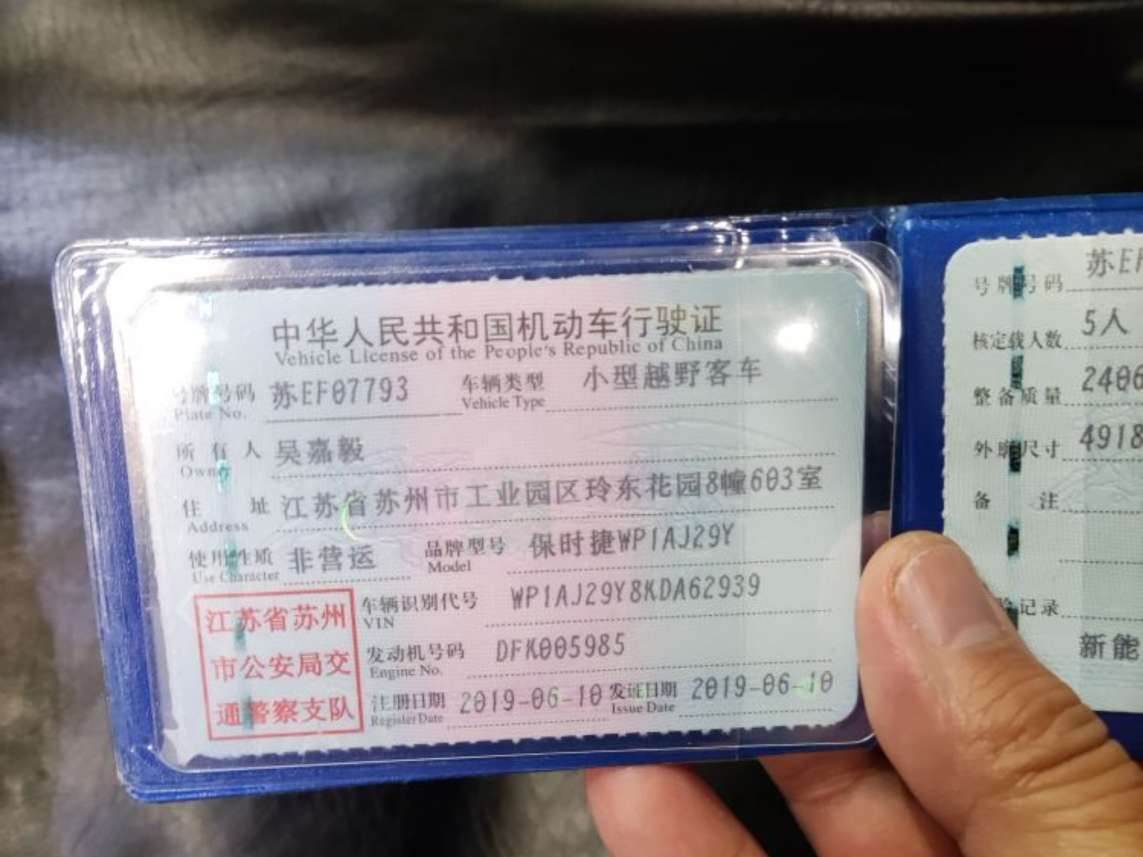 中华人民共和国机动车行驶证
Vehicle License of the People's Republic of China
号牌号码 苏EF07793 车辆类型 小型越野客车
Plate No. Vehicle Type
所有人 吴嘉毅
Owner
住址 江苏省苏州市工业园区玲东花园8幢603室
Address
使用性质 非营运 品牌型号 保时捷WP1AJ29Y
Use Character Model
江苏省苏州
市公安局交
通警察支队
车辆识别代号 WP1AJ29Y8KDA62939
VIN
发动机号码 DFK005985
Engine No.
注册日期 2019-06-10 发证日期 2019-06-10
Register Date Issue Date
号牌号码 苏EF
核定载人数 5人
整备质量 2406
外廓尺寸 4918
备注
记录
新能